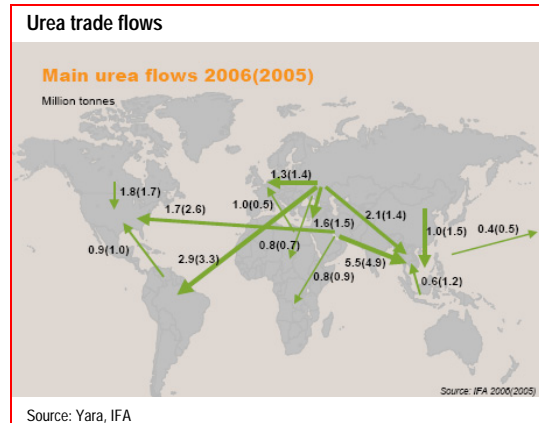 Urea trade flows
Main urea flows 2006(2005)
Million tonnes
1.3(1.4)
1.8(1.7)
1.0(0.5)
1.7(2.6)
1.6(1.5)
2.1(1.4)
1.0(1.5)
0.4(0.5)
0.9(1.0)
2.9(3.3)
0.8(0.7)
5.5(4.9)
0.8(0.9)
0.6(1.2)
Source: IFA 2006(2005)
Source: Yara, IFA